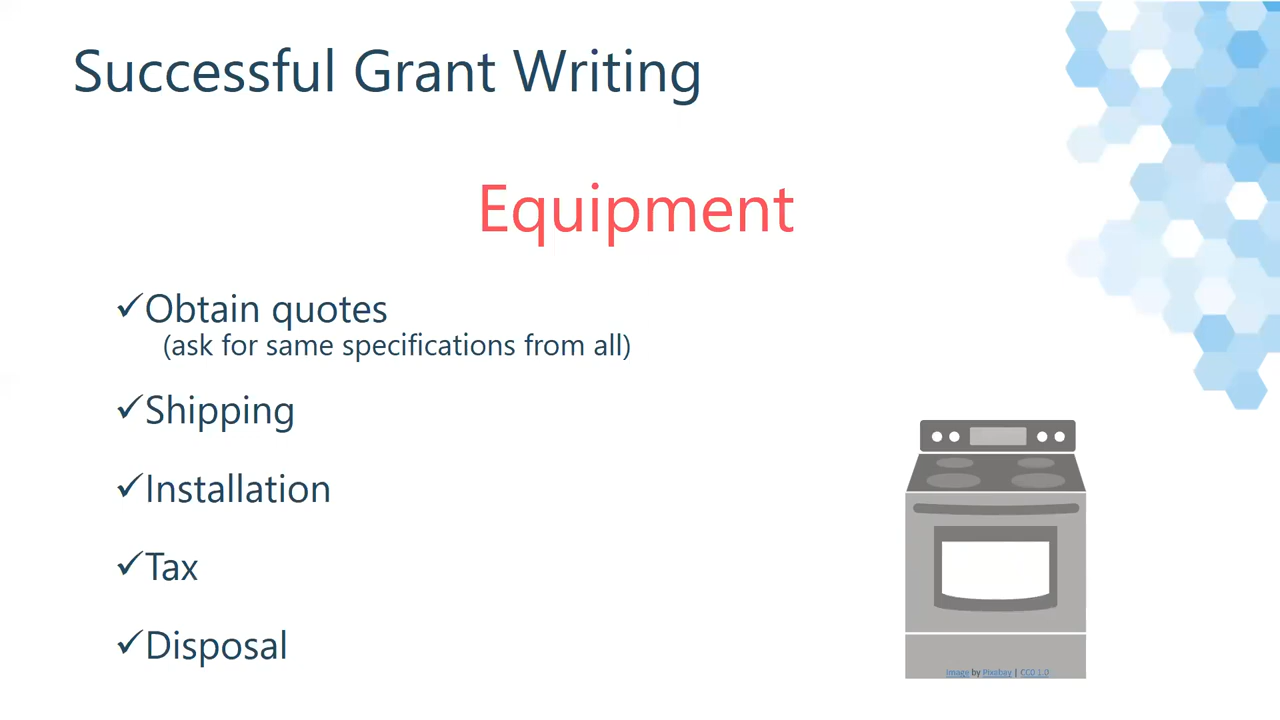 Successful Grant Writing
Equipment
✓Obtain quotes
(ask for same specifications from all)
✓Shipping
✓Installation
✓Tax
✓Disposal
Image by Pixabay | CC0 1.0